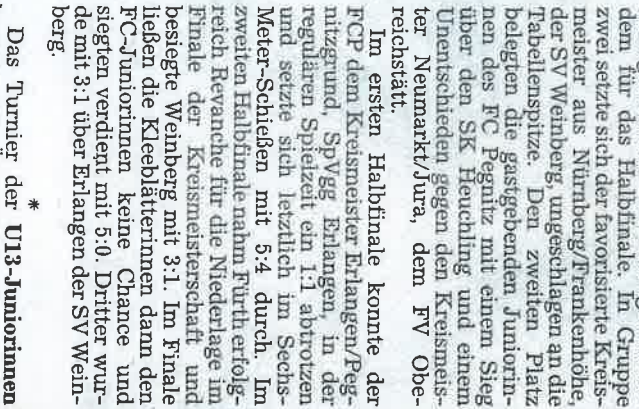 dem für das Halbfinale. In Gruppe
zwei setzte sich der favorisierte Kreis-
meister aus Nürnberg/Frankenhöhe,
der SV Weinberg, ungeschlagen an die
Tabellenspitze. Den zweiten Platz
belegten die gastgebenden Juniorin-
nen des FC Pegnitz mit einem Sieg
über den SK Heuchling und einem
Unentschieden gegen den Kreismeis-
ter Neumarkt/Jura, dem FV Obe-
reichstätt.
Im ersten Halbfinale konnte der
FCP dem Kreismeister Erlangen/Peg-
nitzgrund, SpVgg Erlangen, in der
regulären Spielzeit ein 1:1 abtrotzen
und setzte sich letztlich im Sechs-
Meter-Schießen mit 5:4 durch. Im
zweiten Halbfinale nahm Fürth erfolg-
reich Revanche für die Niederlage im
Finale der Kreismeisterschaft und
besiegte Weinberg mit 3:1. Im Finale
ließen die Kleeblätterinnen dann den
FC-Juniorinnen keine Chance und
siegten verdient mit 5:0. Dritter wur-
de mit 3:1 über Erlangen der SV Wein-
berg.
*
Das Turnier der U13-Juniorinnen